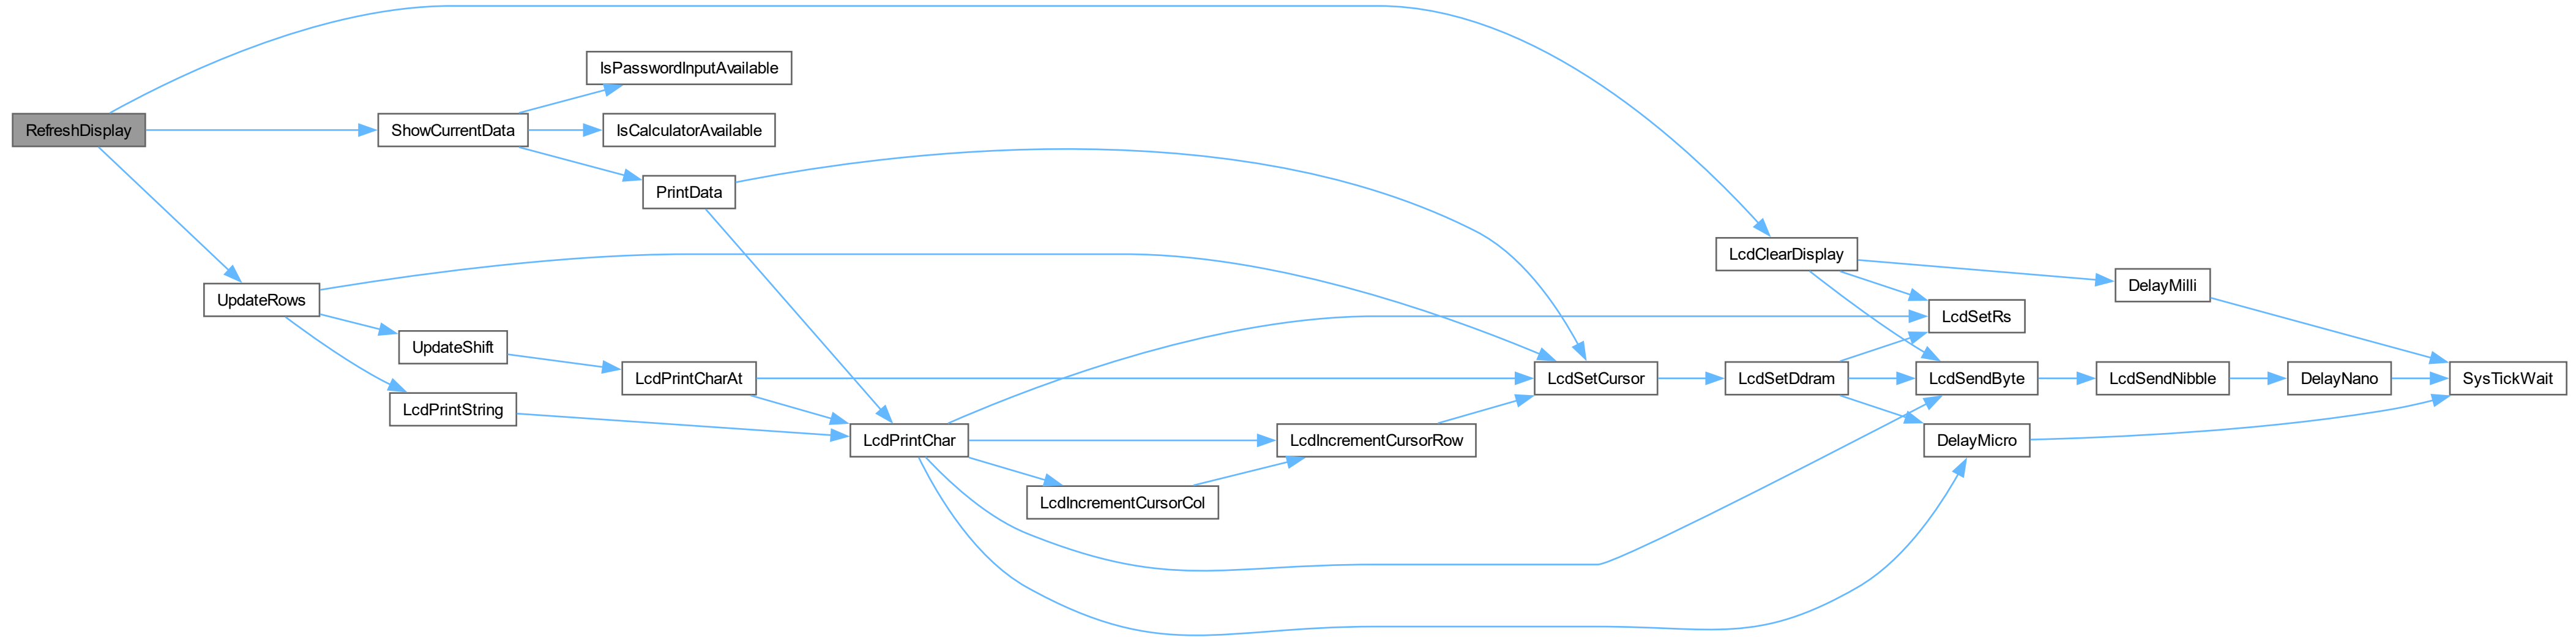 RefreshDisplay
ShowCurrentData
IsPasswordInputAvailable
IsCalculatorAvailable
PrintData
UpdateRows
UpdateShift
LcdPrintString
LcdPrintCharAt
LcdPrintChar
LcdIncrementCursorCol
LcdIncrementCursorRow
LcdSetCursor
LcdClearDisplay
LcdSetDdram
LcdSetRs
LcdSendByte
DelayMicro
DelayMilli
LcdSendNibble
DelayNano
SysTickWait